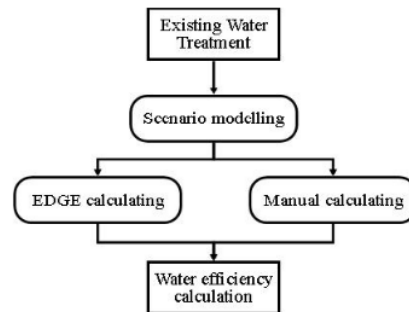 Existing Water
Treatment
Scenario modelling
EDGE calculating
Manual calculating
Water efficiency
calculation